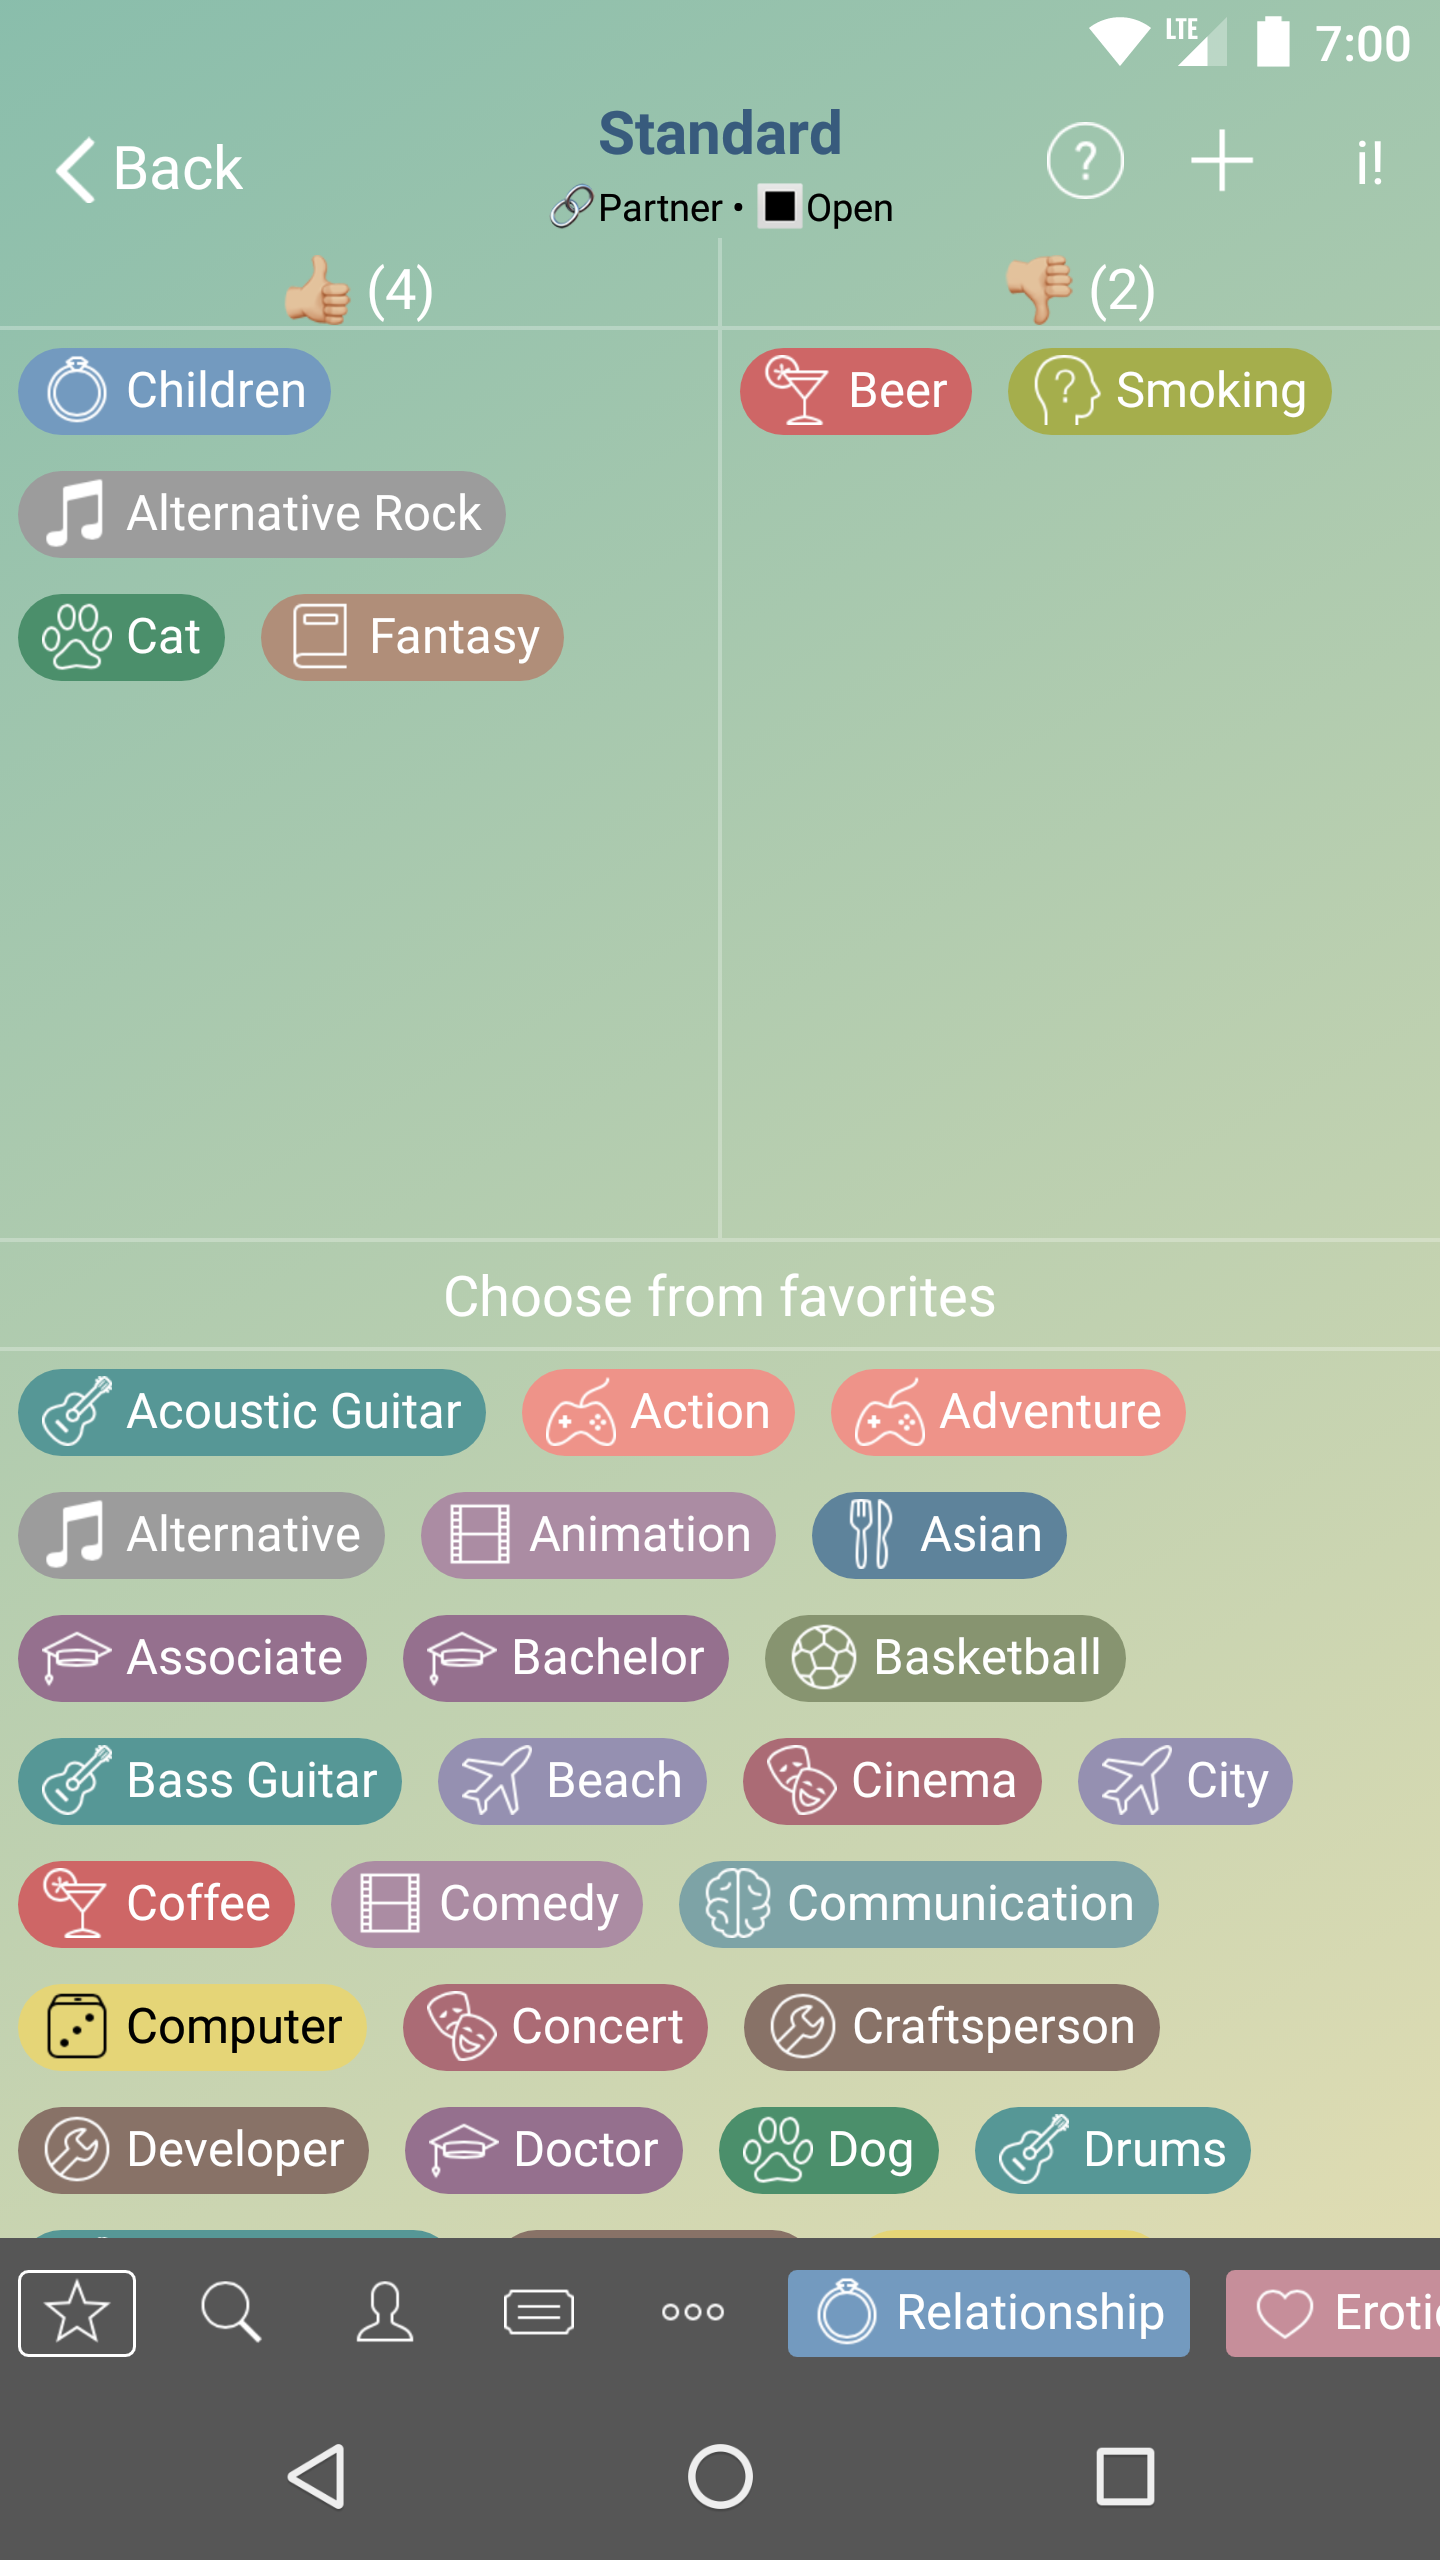 LTE 7:00
Back
Standard
? + i!
Partner • Open
(4) (2)
Children
Beer Smoking
Alternative Rock
Cat Fantasy
Choose from favorites
Acoustic Guitar Action Adventure
Alternative Animation Asian
Associate Bachelor Basketball
Bass Guitar Beach Cinema City
Coffee Comedy Communication
Computer Concert Craftsperson
Developer Doctor Dog Drums
Relationship